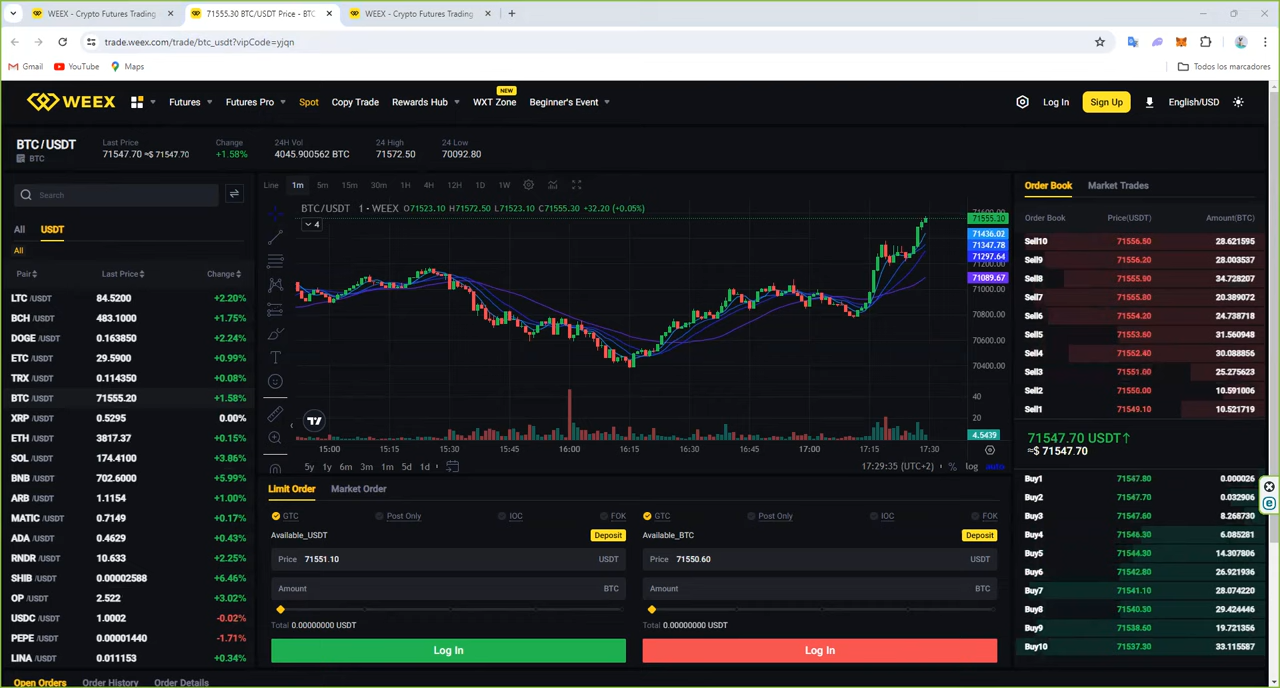 WEEX - Crypto Futures Trading
71555.30 BTC/USDT Price - BTC
WEEX - Crypto Futures Trading
trade.weex.com/trade/btc_usdt?vipCode=yjqn
Gmail YouTube Maps Todos los marcadores
WEEX Futures Futures Pro Spot Copy Trade Rewards Hub WXT Zone NEW Beginner's Event Log In Sign Up English/USD
BTC/USDT
BTC
Last Price Change 24H Vol 24 High 24 Low
71547.70 ≈$ 71547.70 +1.58% 4045.900562 BTC 71572.50 70092.80
Search
All USDT
All
Pair Last Price Change
LTC /USDT 84.5200 +2.20%
BCH /USDT 483.1000 +1.75%
DOGE /USDT 0.163850 +2.24%
ETC /USDT 29.5900 +0.99%
TRX /USDT 0.114350 +0.08%
BTC /USDT 71555.20 +1.58%
XRP /USDT 0.5295 0.00%
ETH /USDT 3817.37 +0.15%
SOL /USDT 174.4100 +3.86%
BNB /USDT 702.6000 +5.99%
ARB /USDT 1.1154 +1.00%
MATIC /USDT 0.7149 +0.17%
ADA /USDT 0.4629 +0.43%
RNDR /USDT 10.633 +2.25%
SHIB /USDT 0.00002588 +6.46%
OP /USDT 2.522 +3.02%
USDC /USDT 1.0002 -0.02%
PEPE /USDT 0.00001440 -1.71%
LINA /USDT 0.011153 +0.34%
Line 1m 5m 15m 30m 1H 4H 12H 1D 1W
BTC/USDT 1 · WEEX O71523.10 H71572.50 L71523.10 C71555.30 +32.20 (+0.05%)
4
71555.30
71436.02
71347.78
71297.64
71200.00
71089.67
71000.00
70800.00
70600.00
70400.00
40
20
4.5439
15:00 15:15 15:30 15:45 16:00 16:15 16:30 16:45 17:00 17:15 17:30
5y 1y 6m 3m 1m 5d 1d 17:29:35 (UTC+2) % log auto
Limit Order Market Order
GTC Post Only IOC FOK
Available_USDT Deposit
Price 71551.10 USDT
Amount BTC
Total 0.00000000 USDT
Log In
GTC Post Only IOC FOK
Available_BTC Deposit
Price 71550.60 USDT
Amount BTC
Total 0.00000000 USDT
Log In
Order Book Market Trades
Order Book Price(USDT) Amount(BTC)
Sell10 71556.50 28.621595
Sell9 71556.20 28.003537
Sell8 71555.90 34.728207
Sell7 71555.80 20.389072
Sell6 71554.20 24.738718
Sell5 71553.60 31.560948
Sell4 71552.40 30.088856
Sell3 71551.00 25.275623
Sell2 71550.00 10.591006
Sell1 71549.10 10.521719
71547.70 USDT↑
≈$ 71547.70
Buy1 71547.80 0.000026
Buy2 71547.70 0.032906
Buy3 71547.60 8.268730
Buy4 71546.30 6.085281
Buy5 71544.30 14.307806
Buy6 71542.80 26.921936
Buy7 71541.10 28.074220
Buy8 71540.30 29.424446
Buy9 71538.60 19.721356
Buy10 71537.30 33.115587
Open Orders Order History Order Details